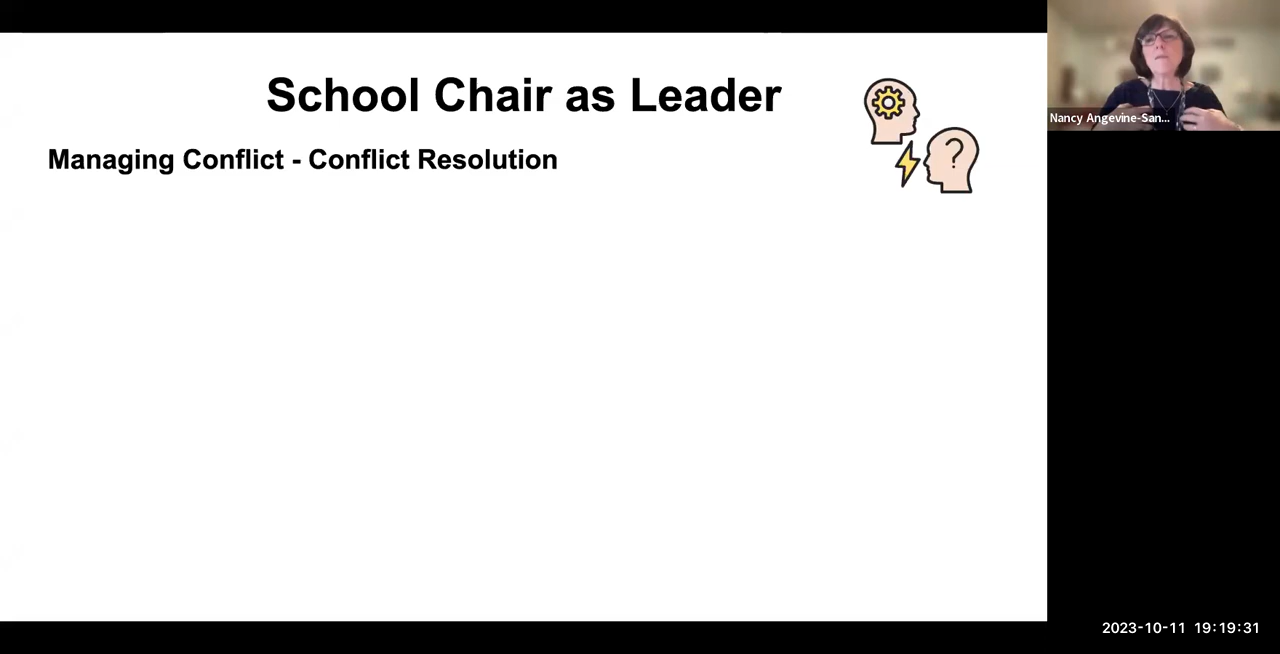 School Chair as Leader
Managing Conflict - Conflict Resolution
?
Nancy Angevine-San...
2023-10-11 19:19:31